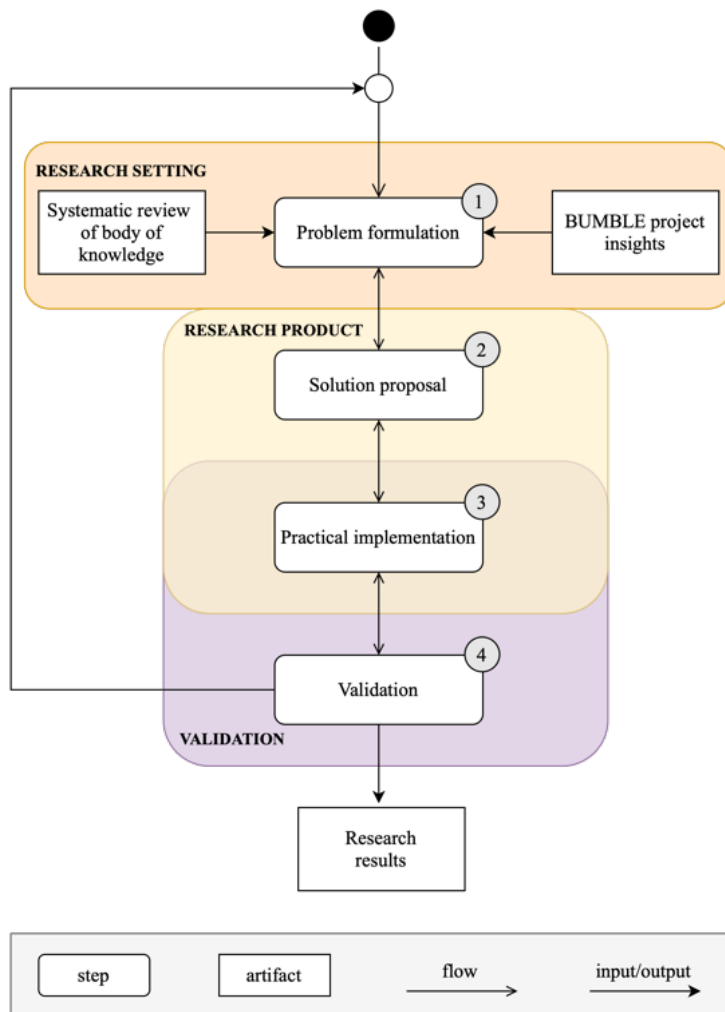 RESEARCH SETTING
Systematic review
of body of
knowledge
1
Problem formulation
BUMBLE project
insights
RESEARCH PRODUCT
2
Solution proposal
3
Practical implementation
4
Validation
VALIDATION
Research
results
step
artifact
flow
input/output